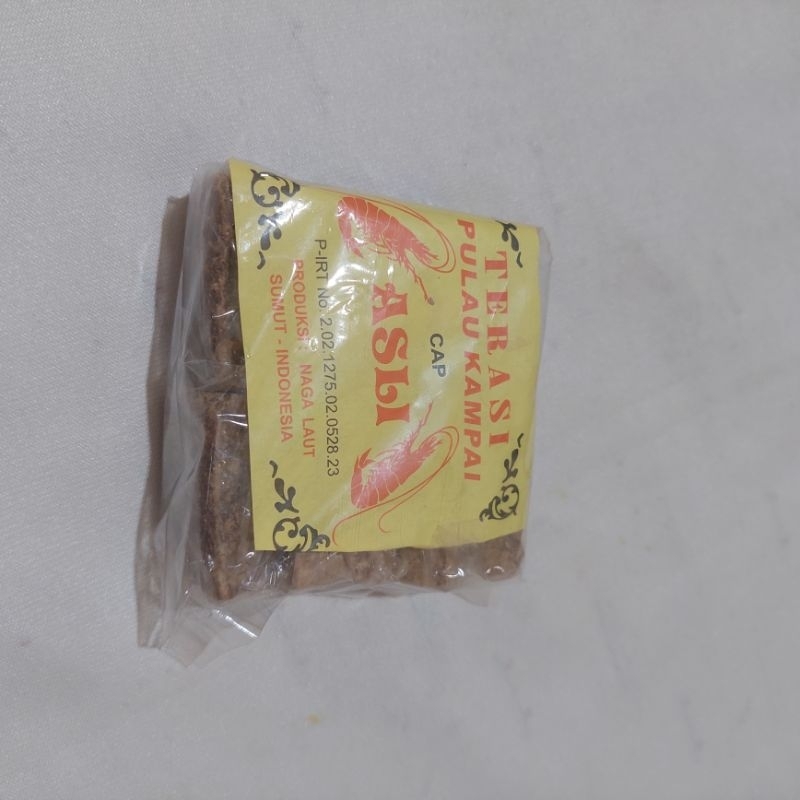 TERASI
PULAU KAMPAI
CAP
ASLI
P-IRT No. 2.02.1275.02.0528.23
PRODUKSI : NAGA LAUT
SUMUT - INDONESIA